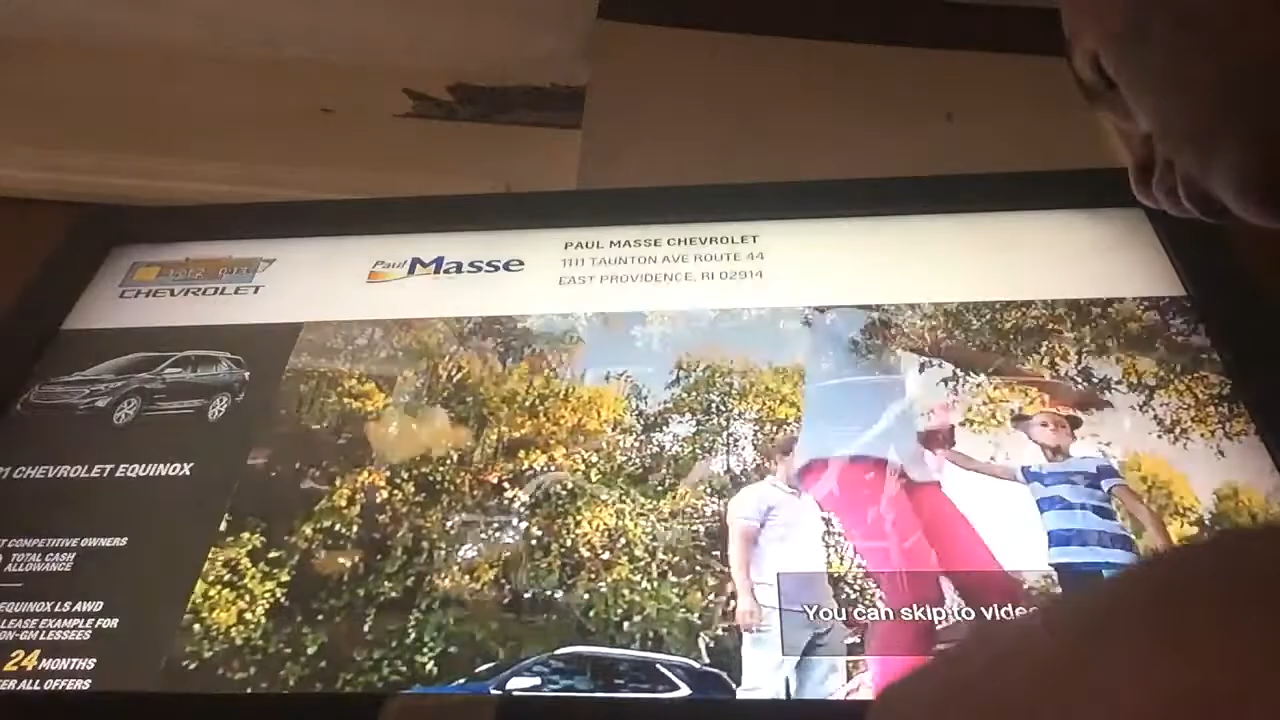 CHEVROLET
Paul Masse
PAUL MASSE CHEVROLET
1111 TAUNTON AVE ROUTE 44
EAST PROVIDENCE, RI 02914
1 CHEVROLET EQUINOX
COMPETITIVE OWNERS
TOTAL CASH
ALLOWANCE
EQUINOX LS AWD
LEASE EXAMPLE FOR
ON-GM LESSEES
24 MONTHS
ER ALL OFFERS
You can skip to vide